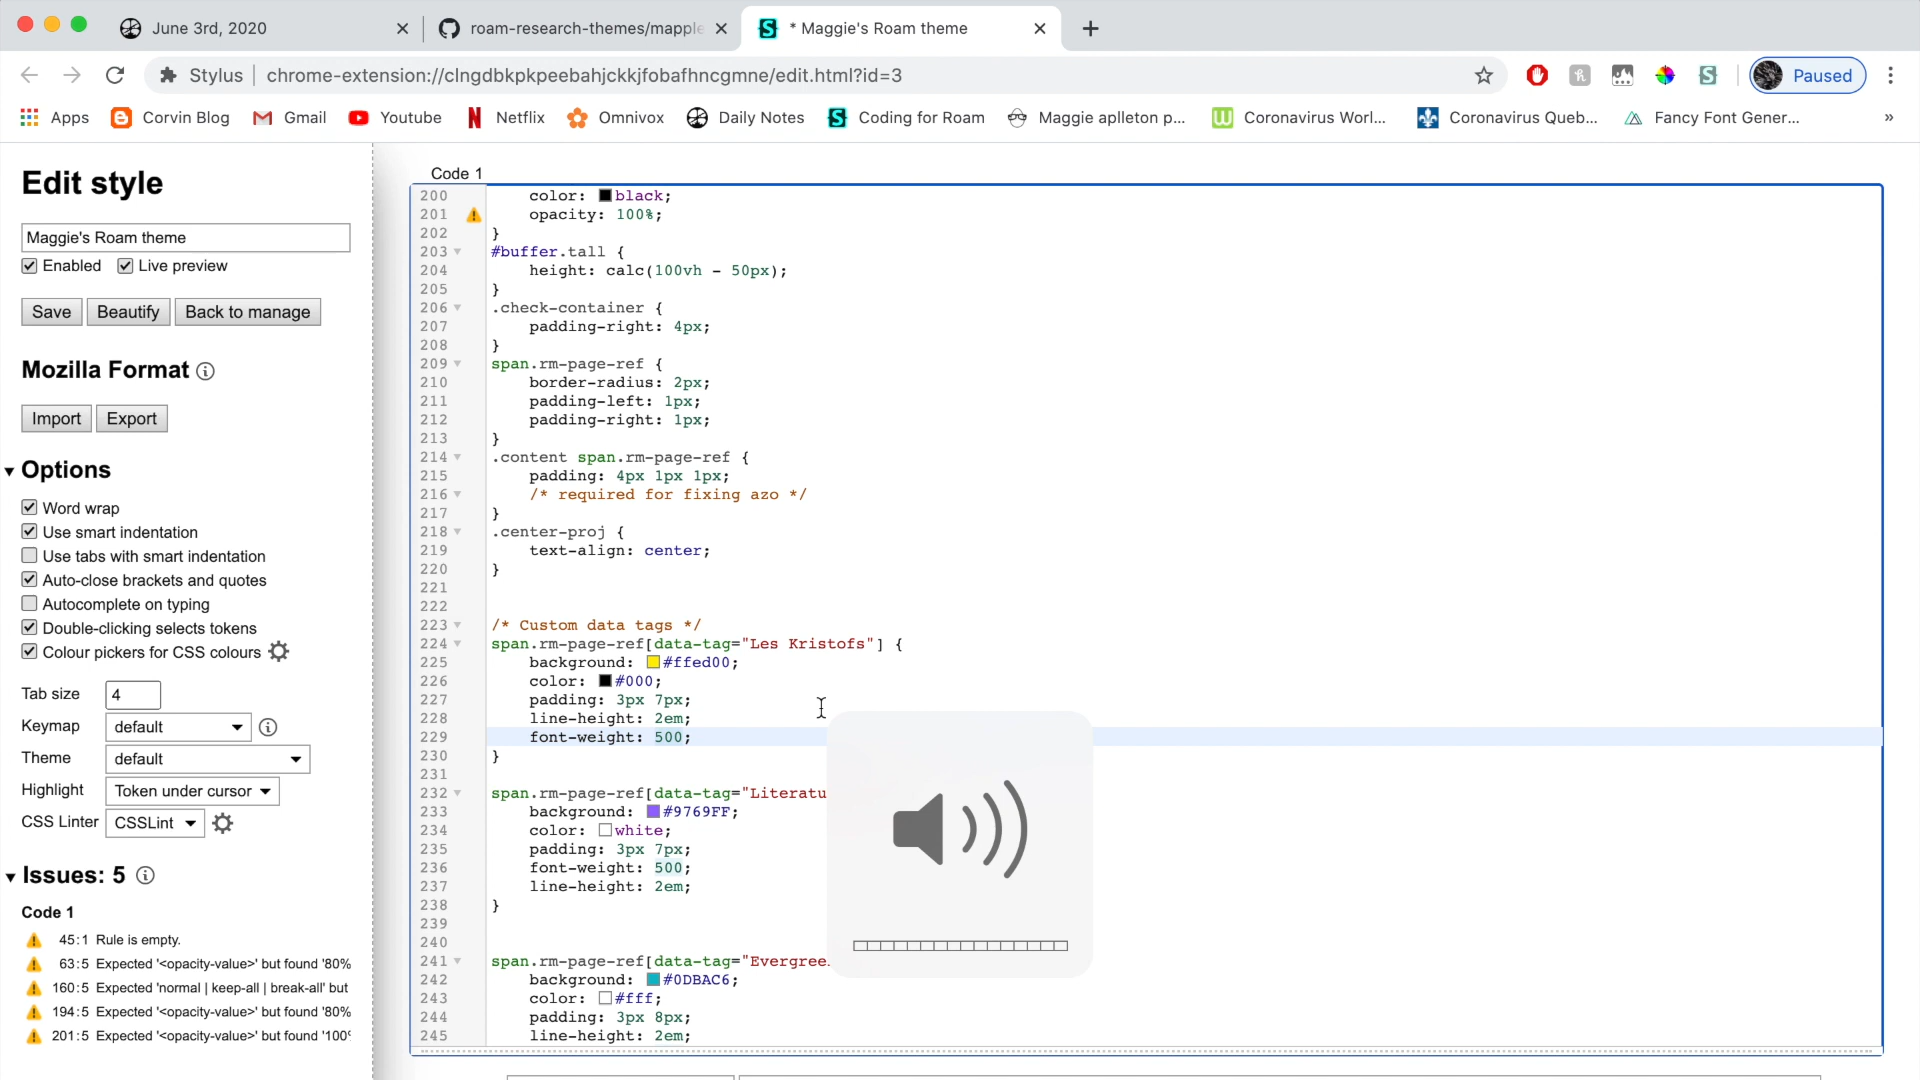 June 3rd, 2020
roam-research-themes/mapple
* Maggie's Roam theme
Stylus
chrome-extension://clngdbkpkpeebahjckkjfobafhncgmne/edit.html?id=3
Paused
Apps
Corvin Blog
Gmail
Youtube
Netflix
Omnivox
Daily Notes
Coding for Roam
Maggie aplleton p...
Coronavirus Worl...
Coronavirus Queb...
Fancy Font Gener...
»
Edit style
Maggie's Roam theme
Enabled
Live preview
Save
Beautify
Back to manage
Mozilla Format
Import
Export
Options
Word wrap
Use smart indentation
Use tabs with smart indentation
Auto-close brackets and quotes
Autocomplete on typing
Double-clicking selects tokens
Colour pickers for CSS colours
Tab size 4
Keymap default
Theme default
Highlight Token under cursor
CSS Linter CSSLint
Issues: 5
Code 1
45:1 Rule is empty.
63:5 Expected '<opacity-value>' but found '80%
160:5 Expected 'normal | keep-all | break-all' but
194:5 Expected '<opacity-value>' but found '80%
201:5 Expected '<opacity-value>' but found '100%
Code 1
200 color: black;
201 opacity: 100%;
202 }
203 #buffer.tall {
204 height: calc(100vh - 50px);
205 }
206 .check-container {
207 padding-right: 4px;
208 }
209 span.rm-page-ref {
210 border-radius: 2px;
211 padding-left: 1px;
212 padding-right: 1px;
213 }
214 .content span.rm-page-ref {
215 padding: 4px 1px 1px;
216 /* required for fixing azo */
217 }
218 .center-proj {
219 text-align: center;
220 }
221
222
223 /* Custom data tags */
224 span.rm-page-ref[data-tag="Les Kristofs"] {
225 background: #ffed00;
226 color: #000;
227 padding: 3px 7px;
228 line-height: 2em;
229 font-weight: 500;
230 }
231
232 span.rm-page-ref[data-tag="Literatu
233 background: #9769FF;
234 color: white;
235 padding: 3px 7px;
236 font-weight: 500;
237 line-height: 2em;
238 }
239
240
241 span.rm-page-ref[data-tag="Evergree
242 background: #0DBAC6;
243 color: #fff;
244 padding: 3px 8px;
245 line-height: 2em;